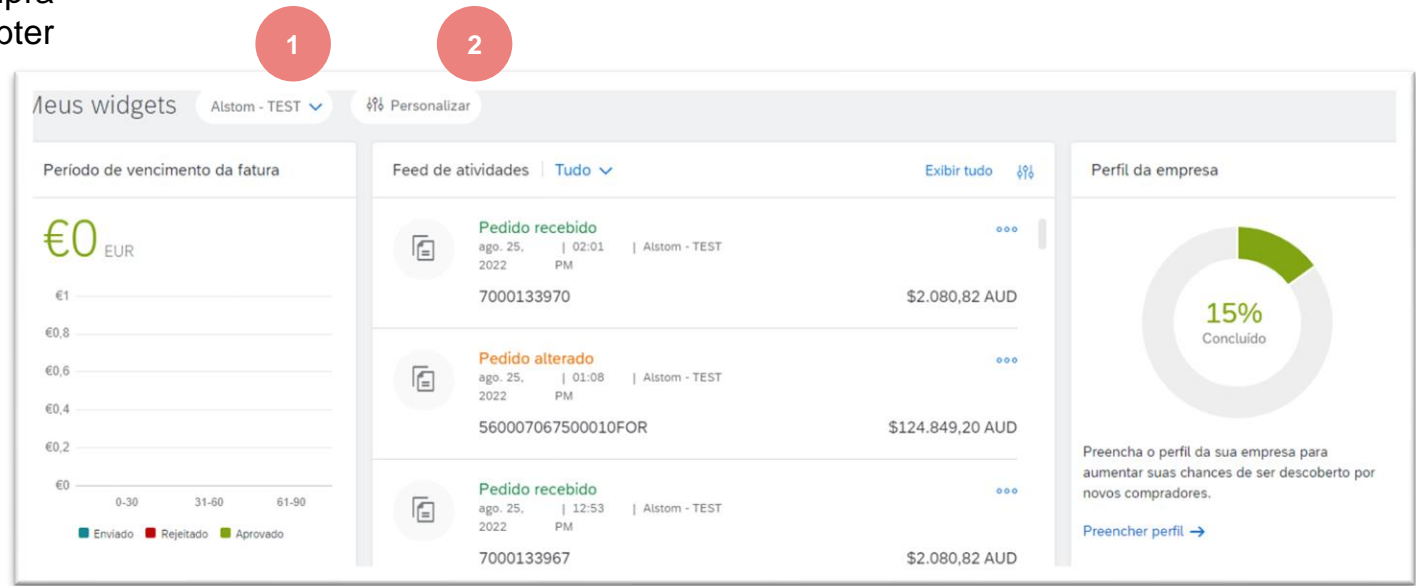 1
2
Meus widgets
Alstom - TEST
Personalizar
Período de vencimento da fatura
€0 EUR
€1
€0,8
€0,6
€0,4
€0,2
€0
0-30 31-60 61-90
Enviado Rejeitado Aprovado
Feed de atividades | Tudo
Exibir tudo
Pedido recebido
ago. 25, | 02:01 | Alstom - TEST
2022 PM
7000133970 $2.080,82 AUD
Pedido alterado
ago. 25, | 01:08 | Alstom - TEST
2022 PM
560007067500010FOR $124.849,20 AUD
Pedido recebido
ago. 25, | 12:53 | Alstom - TEST
2022 PM
7000133967 $2.080,82 AUD
Perfil da empresa
15%
Concluído
Preencha o perfil da sua empresa para
aumentar suas chances de ser descoberto por
novos compradores.
Preencher perfil →